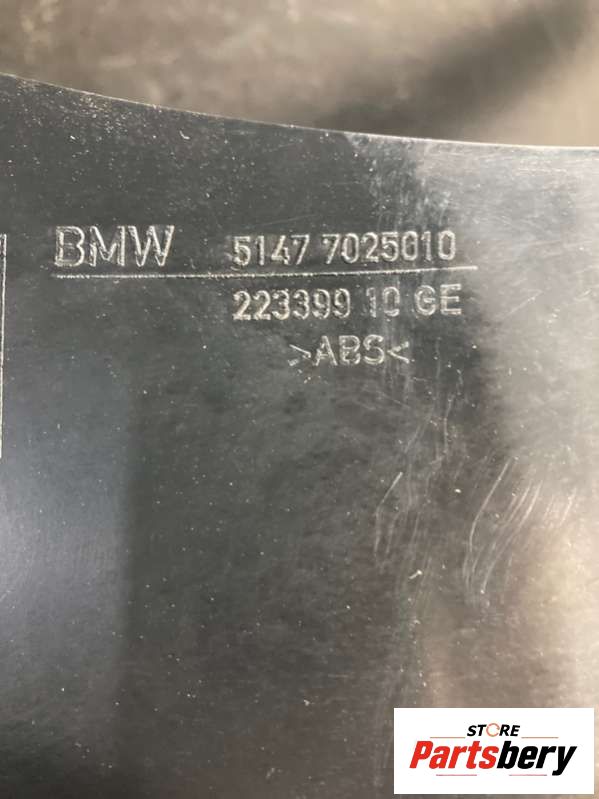 BMW 5147 7025010
223399 10 GE
>ABS<
STORE
Partsbery